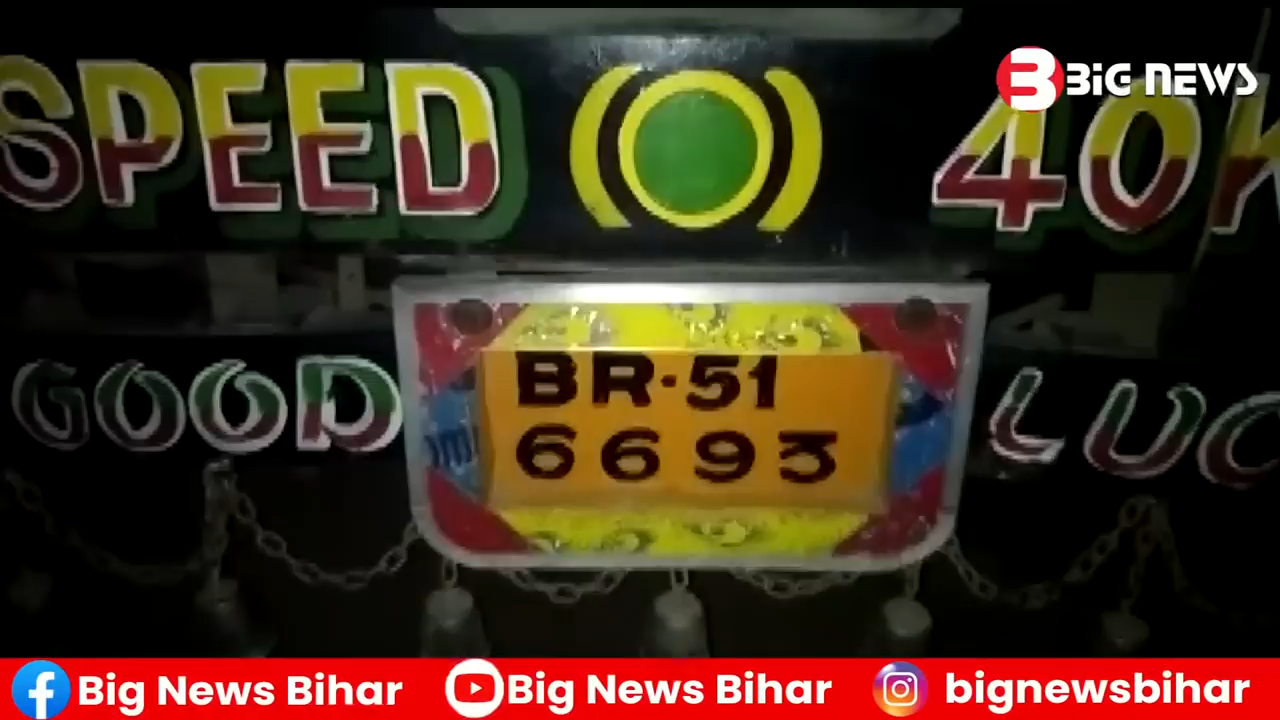 SPEED 40K
BIG NEWS
GOOD LUC
BR-51
6693
Big News Bihar
Big News Bihar
bignewsbihar